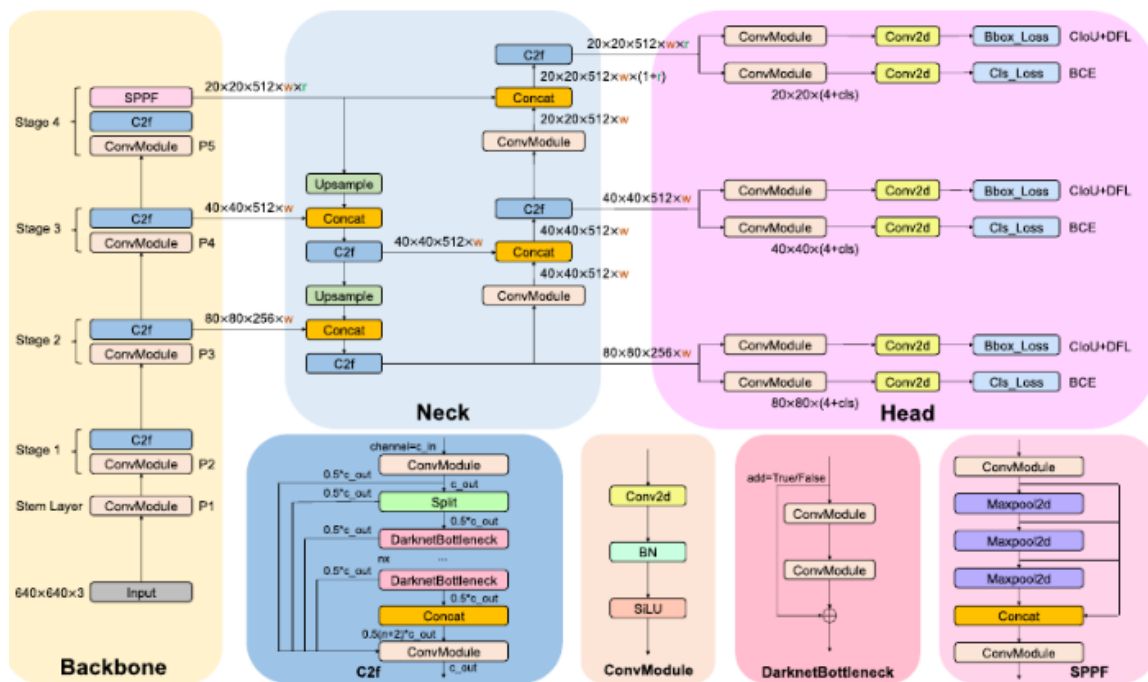 SPPF
C2f
ConvModule
P5
Stage 4
20×20×512×w×r
C2f
ConvModule
P4
Stage 3
40×40×512×w
C2f
ConvModule
P3
Stage 2
80×80×256×w
C2f
ConvModule
P2
Stage 1
Stem Layer
ConvModule
P1
640×640×3
Input
Backbone
Upsample
Concat
C2f
40×40×512×w
Upsample
Concat
C2f
C2f
20×20×512×w×(1+r)
Concat
20×20×512×w
ConvModule
C2f
40×40×512×w
Concat
40×40×512×w
ConvModule
Neck
20×20×512×w×r
ConvModule
Conv2d
Bbox_Loss
CIoU+DFL
ConvModule
Conv2d
Cls_Loss
BCE
20×20×(4+cls)
40×40×512×w
ConvModule
Conv2d
Bbox_Loss
CIoU+DFL
ConvModule
Conv2d
Cls_Loss
BCE
40×40×(4+cls)
80×80×256×w
ConvModule
Conv2d
Bbox_Loss
CIoU+DFL
ConvModule
Conv2d
Cls_Loss
BCE
80×80×(4+cls)
Head
channel=c_in
ConvModule
0.5*c_out
c_out
0.5*c_out
Split
0.5*c_out
0.5*c_out
DarknetBottleneck
nx
...
0.5*c_out
DarknetBottleneck
0.5*c_out
Concat
0.5(n+2)*c_out
ConvModule
C2f
c_out
Conv2d
BN
SiLU
ConvModule
add=True/False
ConvModule
ConvModule
DarknetBottleneck
ConvModule
Maxpool2d
Maxpool2d
Maxpool2d
Concat
ConvModule
SPPF